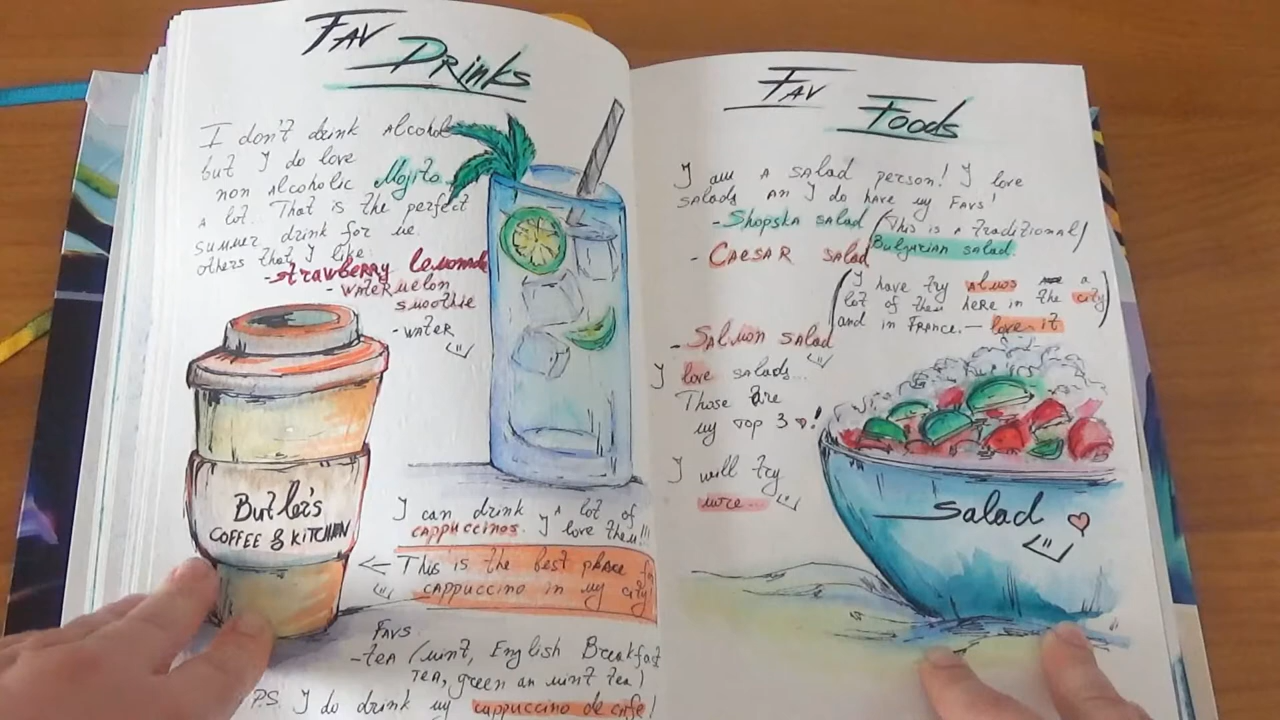 FAV
DRINKS
I don't drink Alcohol
but I do love
non Alcoholic Mojito
A lot.. That is the perfect
summer drink for me.
others that I like:
-strawberry lemonade
- WATERMELON
smoothie
- WATER
Butler's
COFFEE & KITCHEN
I can drink A lot of
CAPPUCCINOS. I love them!!!
← This is the best place for
CAPPUCCINO in my city
FAVS
-TEA (mint, English Breakfast
TEA, green an mint tea)
P.S. I do drink my cappuccino de cafe!
FAV
FOODS
I am A salad person! I love
SALADS AN I do have my FAVS!
- Shopska salad (This is A traditional)
Bulgarian salad.
- CAESAR salad
(I have try almos a
lot of them here in the city
and in France. — love it)
- Salmon salad
I love salads...
Those Are
my TOP 3 ♥!
I will try
more...
Salad ♡